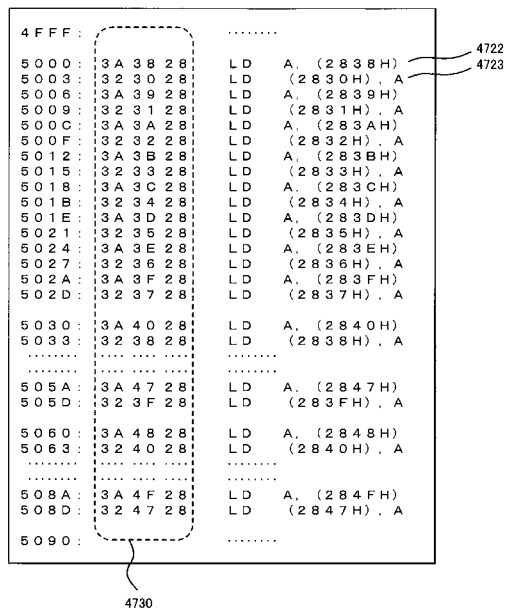 4FFF: ........
5000: 3A 38 28 LD A, (2838H) 4722
5003: 32 30 28 LD (2830H), A 4723
5006: 3A 39 28 LD A, (2839H)
5009: 32 31 28 LD (2831H), A
500C: 3A 3A 28 LD A, (283AH)
500F: 32 32 28 LD (2832H), A
5012: 3A 3B 28 LD A, (283BH)
5015: 32 33 28 LD (2833H), A
5018: 3A 3C 28 LD A, (283CH)
501B: 32 34 28 LD (2834H), A
501E: 3A 3D 28 LD A, (283DH)
5021: 32 35 28 LD (2835H), A
5024: 3A 3E 28 LD A, (283EH)
5027: 32 36 28 LD (2836H), A
502A: 3A 3F 28 LD A, (283FH)
502D: 32 37 28 LD (2837H), A
5030: 3A 40 28 LD A, (2840H)
5033: 32 38 28 LD (2838H), A
........ .... .... .... ........
........ .... .... .... ........
505A: 3A 47 28 LD A, (2847H)
505D: 32 3F 28 LD (283FH), A
5060: 3A 48 28 LD A, (2848H)
5063: 32 40 28 LD (2840H), A
........ .... .... .... ........
........ .... .... .... ........
508A: 3A 4F 28 LD A, (284FH)
508D: 32 47 28 LD (2847H), A
5090: ........
4730